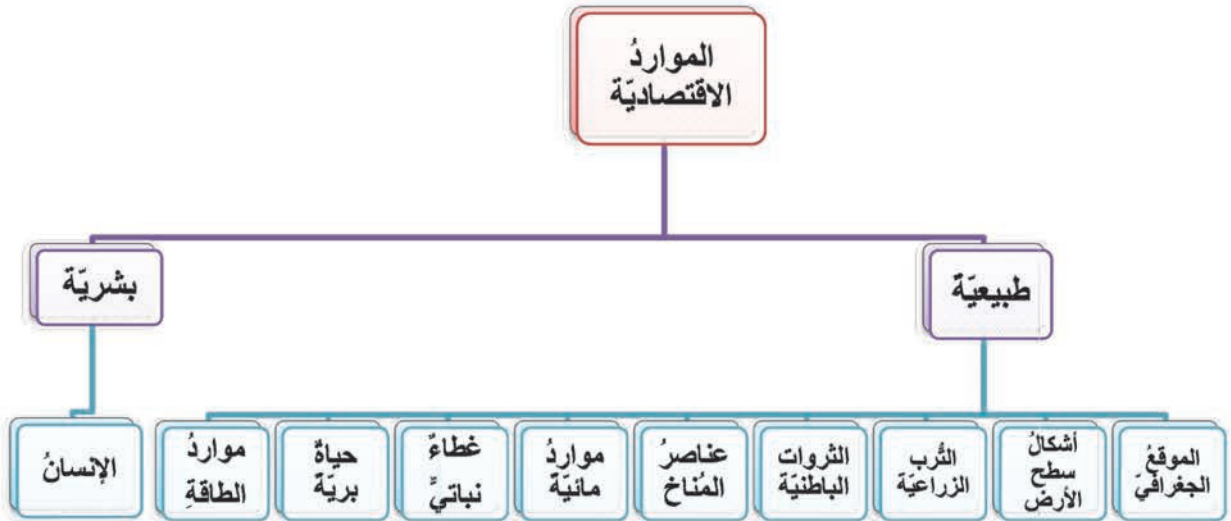 المواردُ
الاقتصاديّة
طبيعيّة
بشريّة
الموقعُ
الجغرافيّ
أشكالُ
سطح
الأرض
التُّرب
الزراعيّة
الثروات
الباطنيّة
عناصرُ
المُناخ
مواردُ
مائيّة
غطاءٌ
نباتيٌّ
حياةٌ
بريّة
مواردُ
الطاقةِ
الإنسانُ